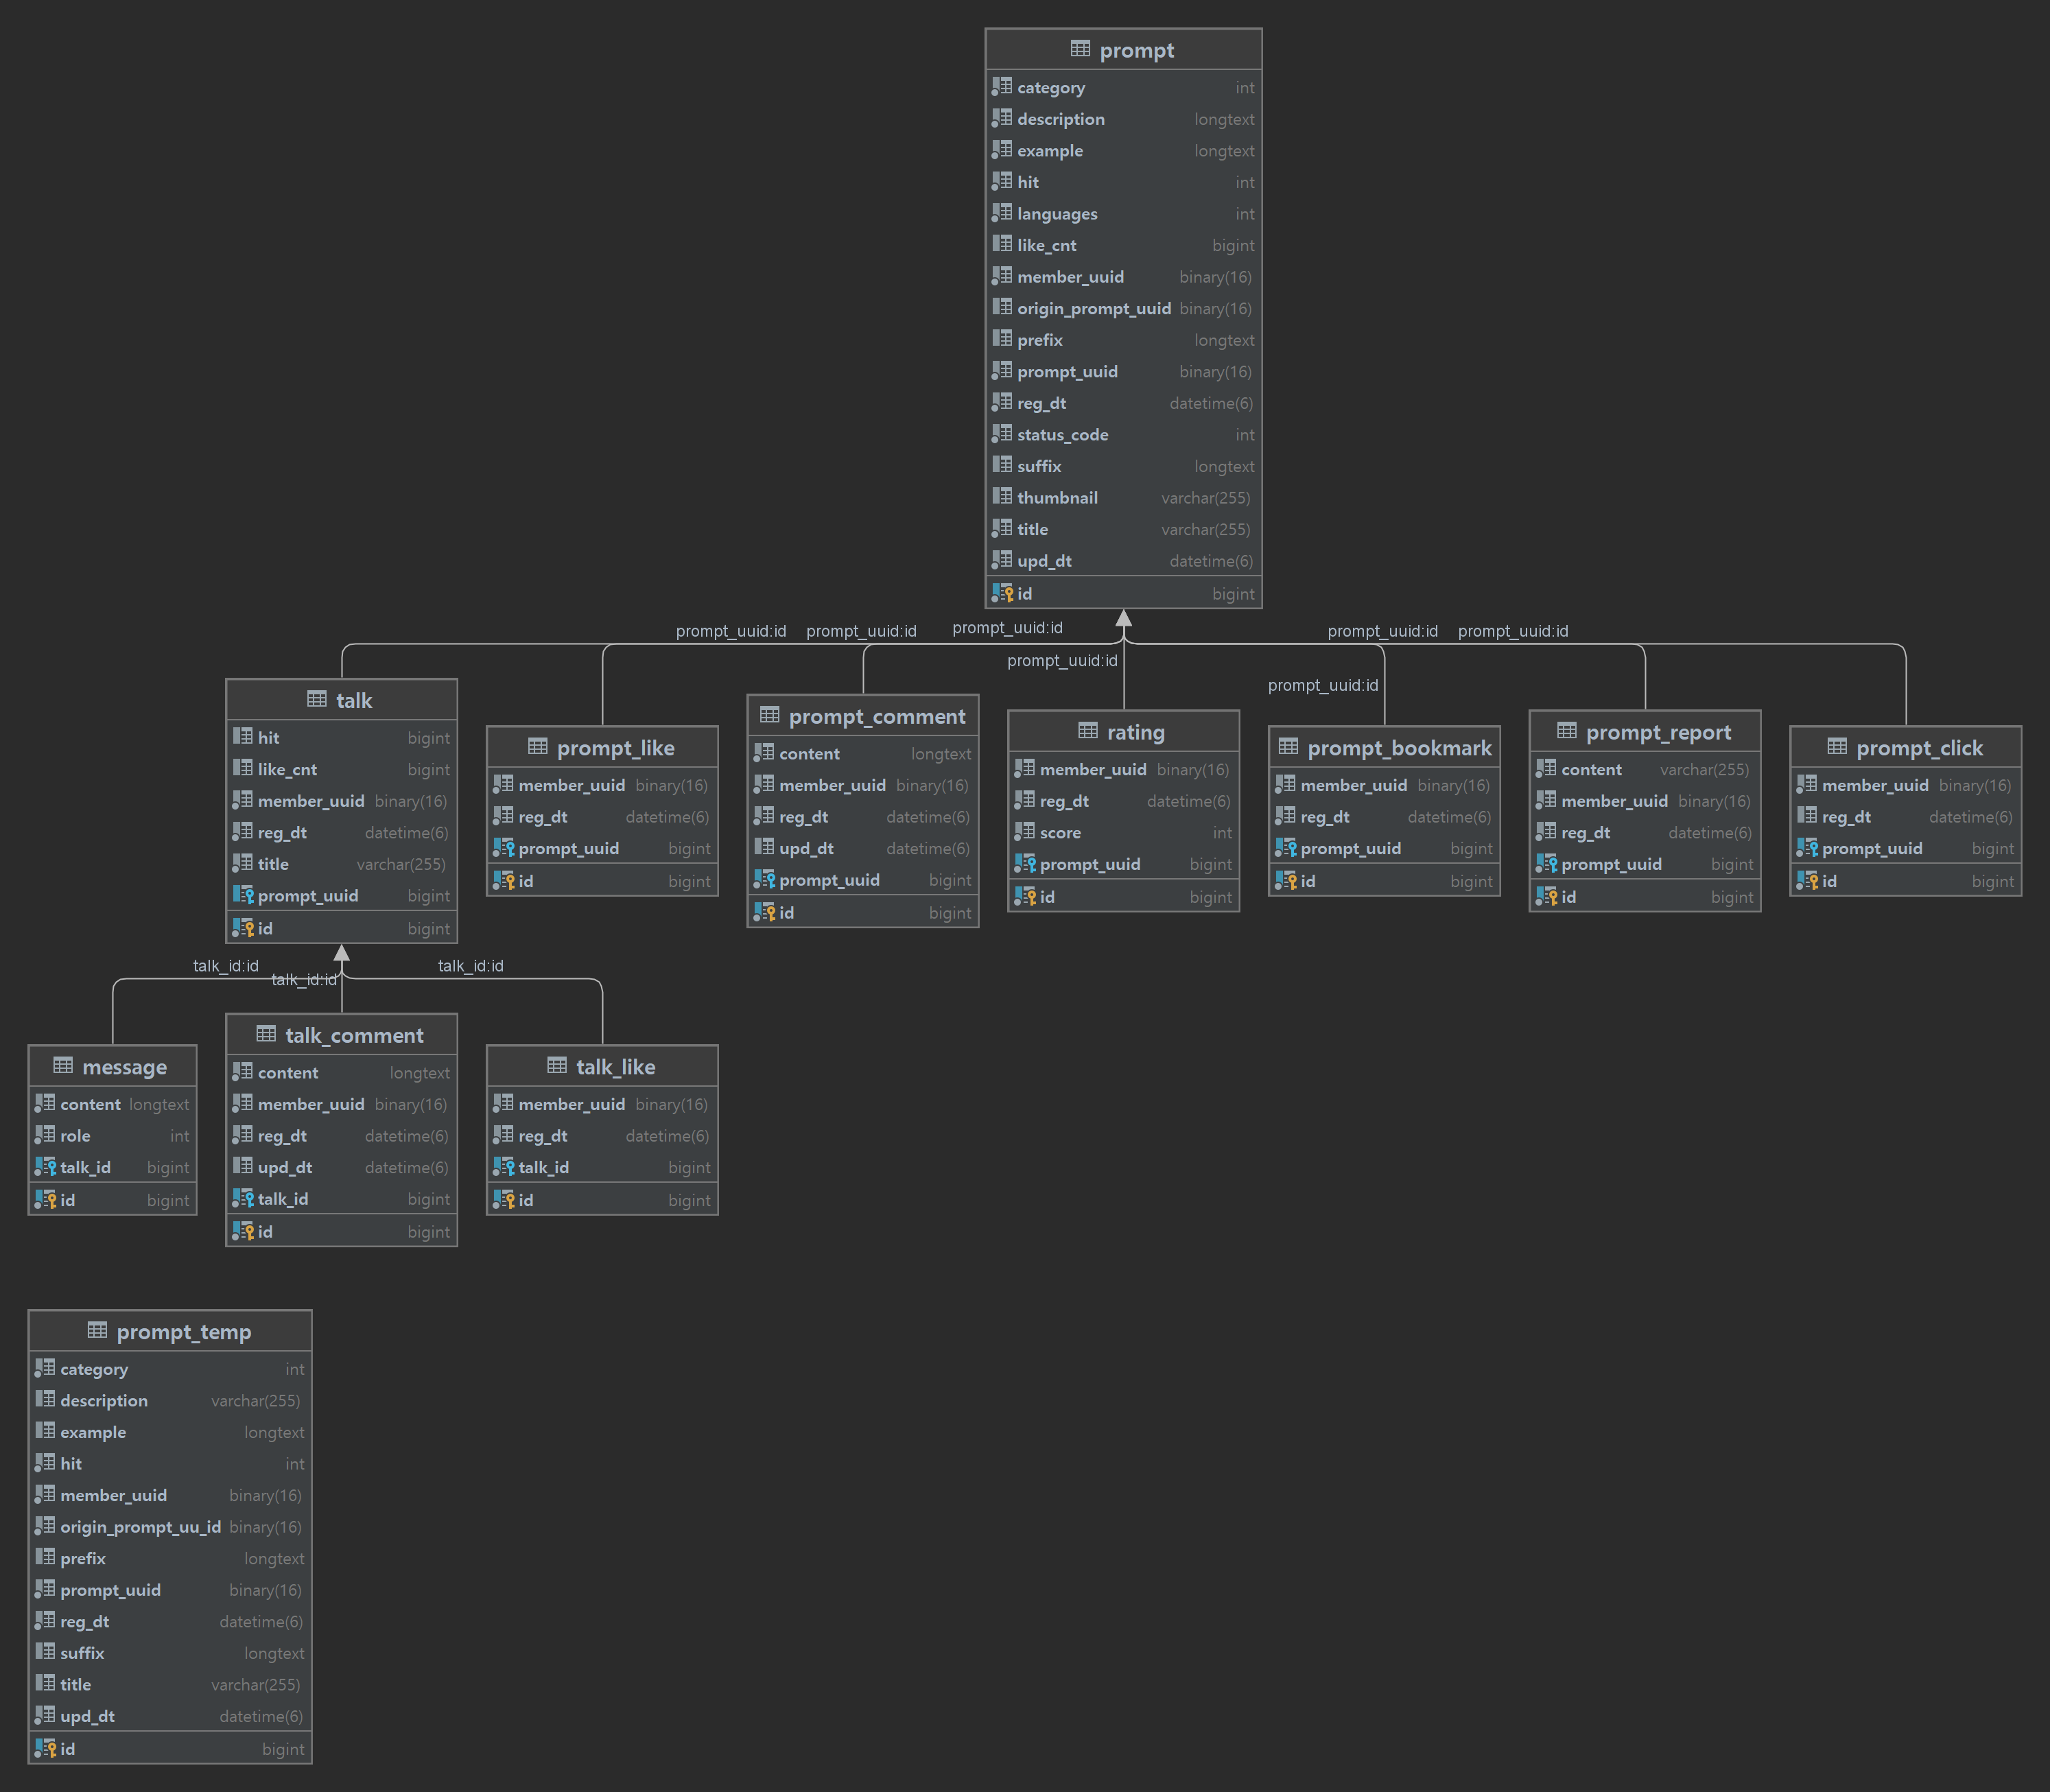 prompt
category int
description longtext
example longtext
hit int
languages int
like_cnt bigint
member_uuid binary(16)
origin_prompt_uuid binary(16)
prefix longtext
prompt_uuid binary(16)
reg_dt datetime(6)
status_code int
suffix longtext
thumbnail varchar(255)
title varchar(255)
upd_dt datetime(6)
id bigint
prompt_uuid:id
prompt_uuid:id
prompt_uuid:id
prompt_uuid:id
prompt_uuid:id
prompt_uuid:id
prompt_uuid:id
talk
hit bigint
like_cnt bigint
member_uuid binary(16)
reg_dt datetime(6)
title varchar(255)
prompt_uuid bigint
id bigint
prompt_like
member_uuid binary(16)
reg_dt datetime(6)
prompt_uuid bigint
id bigint
prompt_comment
content longtext
member_uuid binary(16)
reg_dt datetime(6)
upd_dt datetime(6)
prompt_uuid bigint
id bigint
rating
member_uuid binary(16)
reg_dt datetime(6)
score int
prompt_uuid bigint
id bigint
prompt_bookmark
member_uuid binary(16)
reg_dt datetime(6)
prompt_uuid bigint
id bigint
prompt_report
content varchar(255)
member_uuid binary(16)
reg_dt datetime(6)
prompt_uuid bigint
id bigint
prompt_click
member_uuid binary(16)
reg_dt datetime(6)
prompt_uuid bigint
id bigint
talk_id:id
talk_id:id
talk_id:id
message
content longtext
role int
talk_id bigint
id bigint
talk_comment
content longtext
member_uuid binary(16)
reg_dt datetime(6)
upd_dt datetime(6)
talk_id bigint
id bigint
talk_like
member_uuid binary(16)
reg_dt datetime(6)
talk_id bigint
id bigint
prompt_temp
category int
description varchar(255)
example longtext
hit int
member_uuid binary(16)
origin_prompt_uu_id binary(16)
prefix longtext
prompt_uuid binary(16)
reg_dt datetime(6)
suffix longtext
title varchar(255)
upd_dt datetime(6)
id bigint